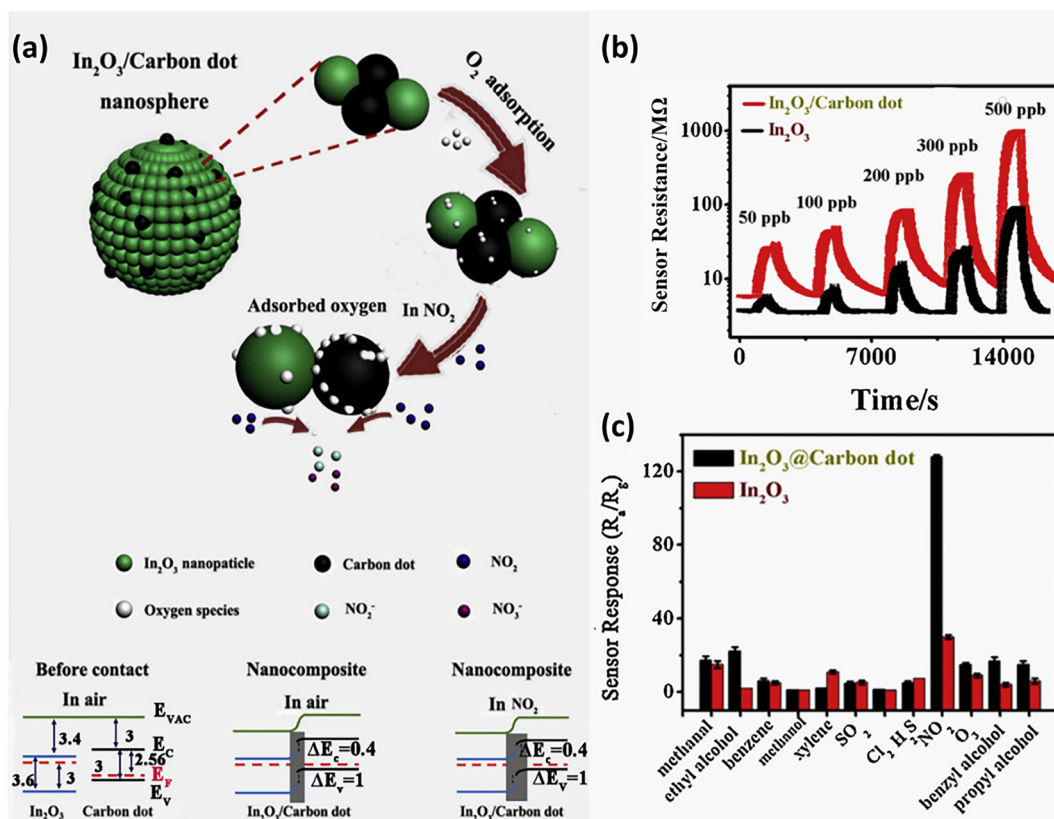 (a)
In2O3/Carbon dot
nanosphere
O2 adsorption
Adsorbed oxygen
In NO2
In2O3 nanopaticle
Carbon dot
NO2
Oxygen species
NO2-
NO3-
Before contact
In air
EVAC
3.4
3
EC
3.6
3
3
2.56
EF
EV
In2O3
Carbon dot
Nanocomposite
In air
ΔEc=0.4
ΔEv=1
In2O3/Carbon dot
Nanocomposite
In NO2
ΔEc=0.4
ΔEv=1
In2O3/Carbon dot
(b)
In2O3/Carbon dot
In2O3
50 ppb
100 ppb
200 ppb
300 ppb
500 ppb
Sensor Resistance/MΩ
1000
100
10
0
7000
14000
Time/s
(c)
In2O3@Carbon dot
In2O3
Sensor Response (Ra/Rg)
120
80
40
0
methanal
ethyl alcohol
benzene
methanol
xylene
SO2
Cl2
H2S
NO2
O3
benzyl alcohol
propyl alcohol